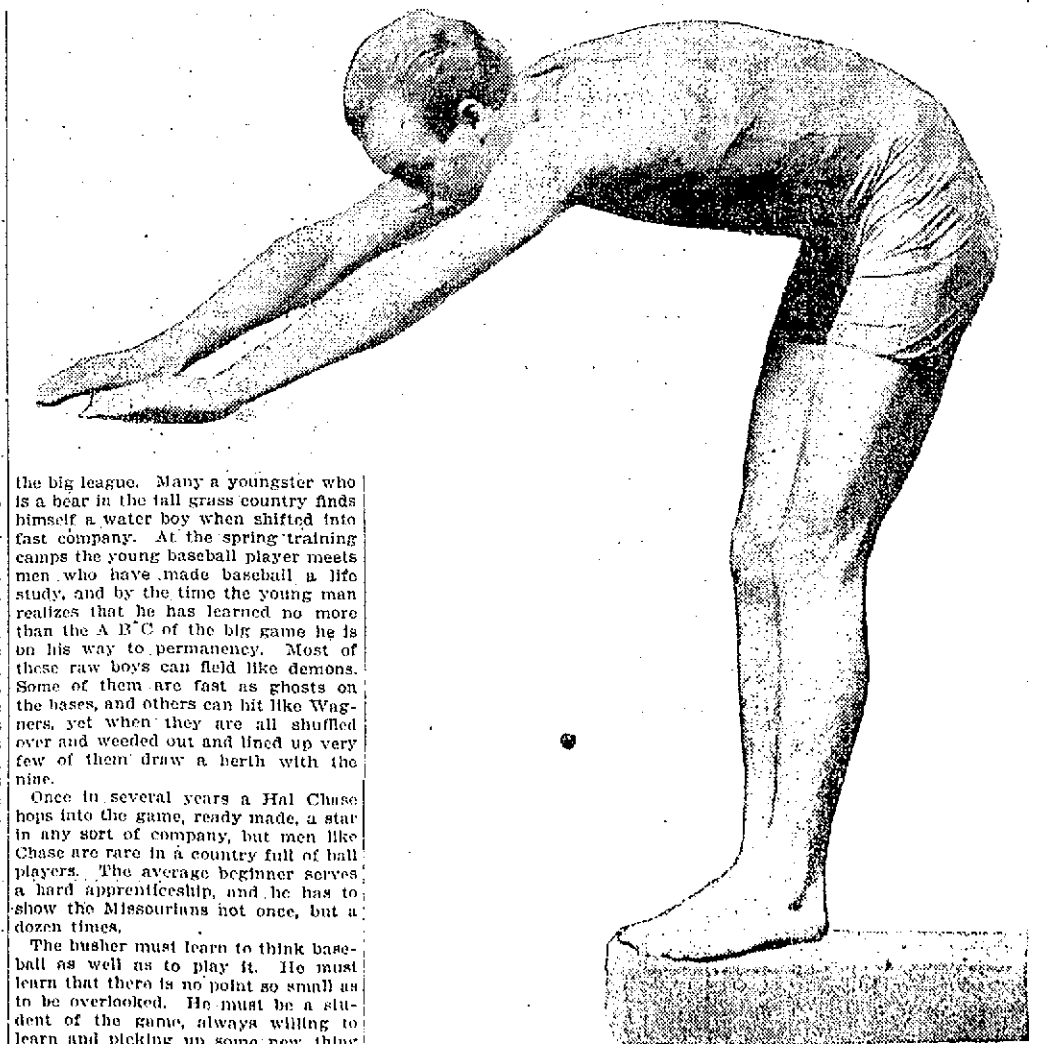 the big league. Many a youngster who
is a bear in the tall grass country finds
himself a water boy when shifted into
fast company. At the spring training
camps the young baseball player meets
men who have made baseball a life
study, and by the time the young man
realizes that he has learned no more
than the A B C of the big game he is
on his way to permanency. Most of
these raw boys can field like demons.
Some of them are fast as ghosts on
the bases, and others can hit like Wag-
ners, yet when they are all shuffled
over and weeded out and lined up very
few of them draw a berth with the
nine.
Once in several years a Hal Chase
hops into the game, ready made, a star
in any sort of company, but men like
Chase are rare in a country full of ball
players. The average beginner serves
a hard apprenticeship, and he has to
show the Missourians not once, but a
dozen times.
The busher must learn to think base-
ball as well as to play it. He must
learn that there is no point so small as
to be overlooked. He must be a stu-
dent of the game, always willing to
learn and picking up some new thing